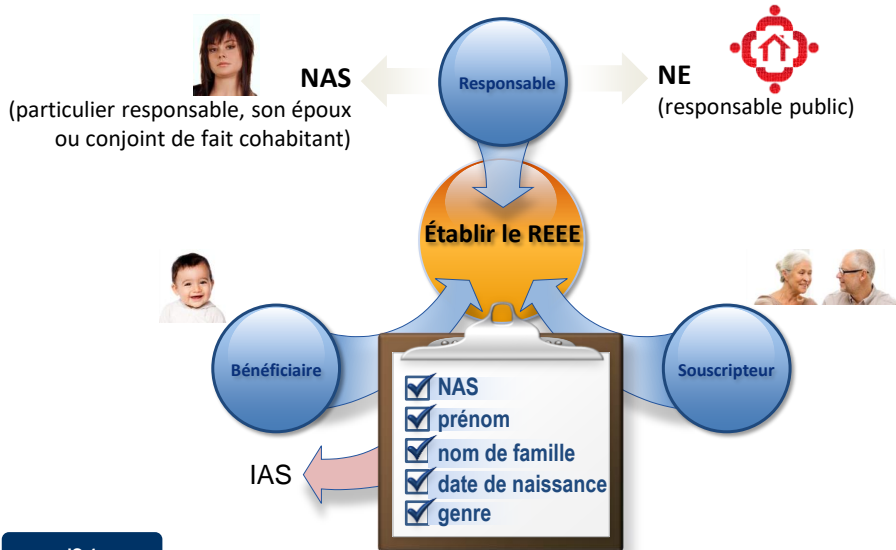 Responsable
NAS
(particulier responsable, son époux
ou conjoint de fait cohabitant)
NE
(responsable public)
Établir le REEE
Bénéficiaire
Souscripteur
NAS
prénom
nom de famille
date de naissance
genre
IAS